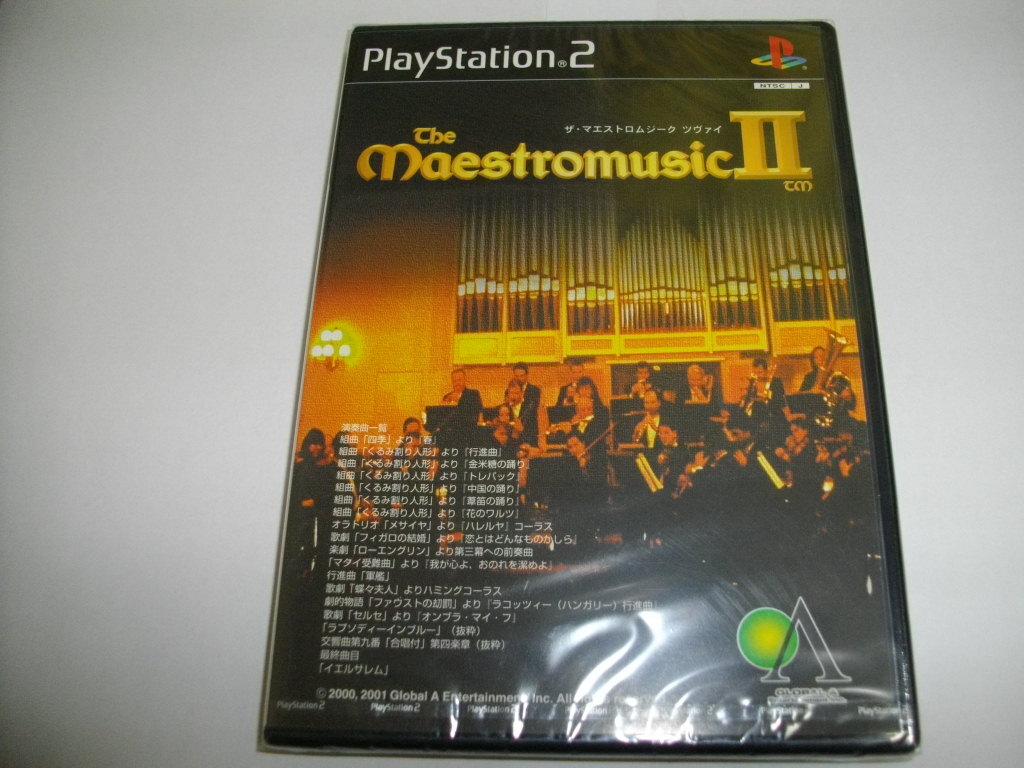 PlayStation®2
NTSC J
ザ・マエストロムジーク ツヴァイ
The
Maestromusic II
TM
演奏曲一覧
組曲「四季」より『春』
組曲「くるみ割り人形」より『行進曲』
組曲「くるみ割り人形」より『金米糖の踊り』
組曲「くるみ割り人形」より『トレパック』
組曲「くるみ割り人形」より『中国の踊り』
組曲「くるみ割り人形」より『葦笛の踊り』
組曲「くるみ割り人形」より『花のワルツ』
オラトリオ「メサイヤ」より『ハレルヤ』コーラス
歌劇「フィガロの結婚」より『恋とはどんなものかしら』
楽劇「ローエングリン」より第三幕への前奏曲
「マタイ受難曲」より『我が心よ、おのれを潔めよ』
行進曲「軍艦」
歌劇「蝶々夫人」よりハミングコーラス
劇的物語「ファウストの劫罰」より『ラコッツィー（ハンガリー）行進曲』
歌劇「セルセ」より『オンブラ・マイ・フ』
「ラプソディーインブルー」（抜粋）
交響曲第九番「合唱付」第四楽章（抜粋）
最終曲目
「イエルサレム」
GLOBAL A
© 2000, 2001 Global A Entertainment, Inc. All rights reserved.
PlayStation 2 PlayStation 2 PlayStation 2 PlayStation PlayStation